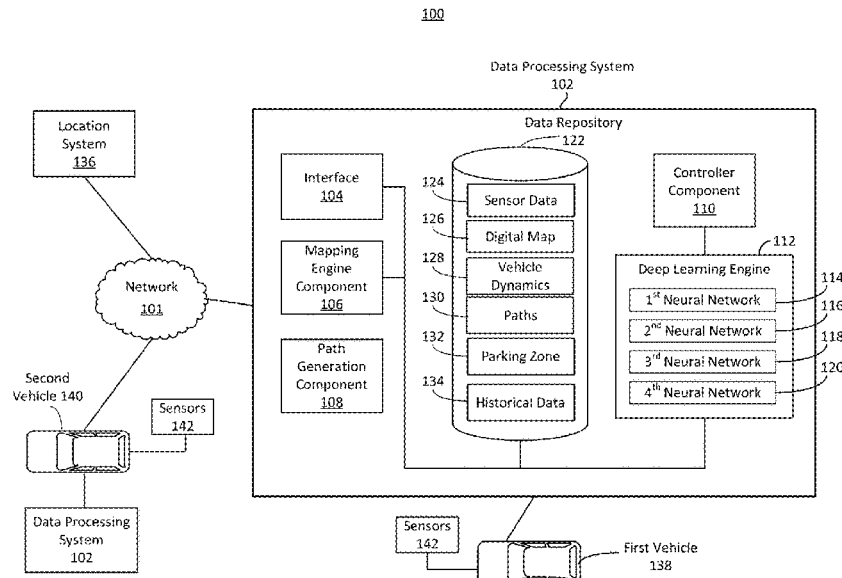 100
Data Processing System
102
Location
System
136
Network
101
Second
Vehicle 140
Sensors
142
Data Processing
System
102
Interface
104
Mapping
Engine
Component
106
Path
Generation
Component
108
Data Repository
122
124
Sensor Data
126
Digital Map
128
Vehicle
Dynamics
130
Paths
132
Parking Zone
134
Historical Data
Controller
Component
110
112
Deep Learning Engine
1st Neural Network
114
2nd Neural Network
116
3rd Neural Network
118
4th Neural Network
120
Sensors
142
First Vehicle
138